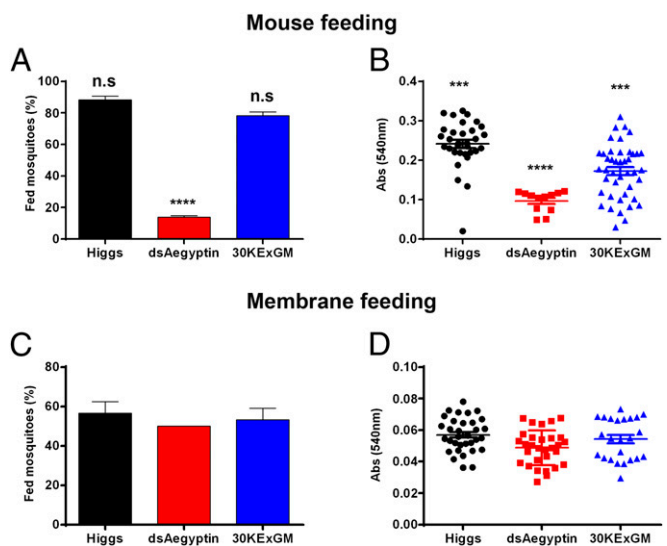 Mouse feeding
A
B
n.s
n.s
****
***
****
***
Fed mosquitoes (%)
100
80
60
40
20
0
Higgs
dsAegyptin
30KExGM
Abs (540nm)
0.4
0.3
0.2
0.1
0.0
Higgs
dsAegyptin
30KExGM
Membrane feeding
C
D
Fed mosquitoes (%)
80
60
40
20
0
Higgs
dsAegyptin
30KExGM
Abs (540nm)
0.10
0.08
0.06
0.04
0.02
0.00
Higgs
dsAegyptin
30KExGM